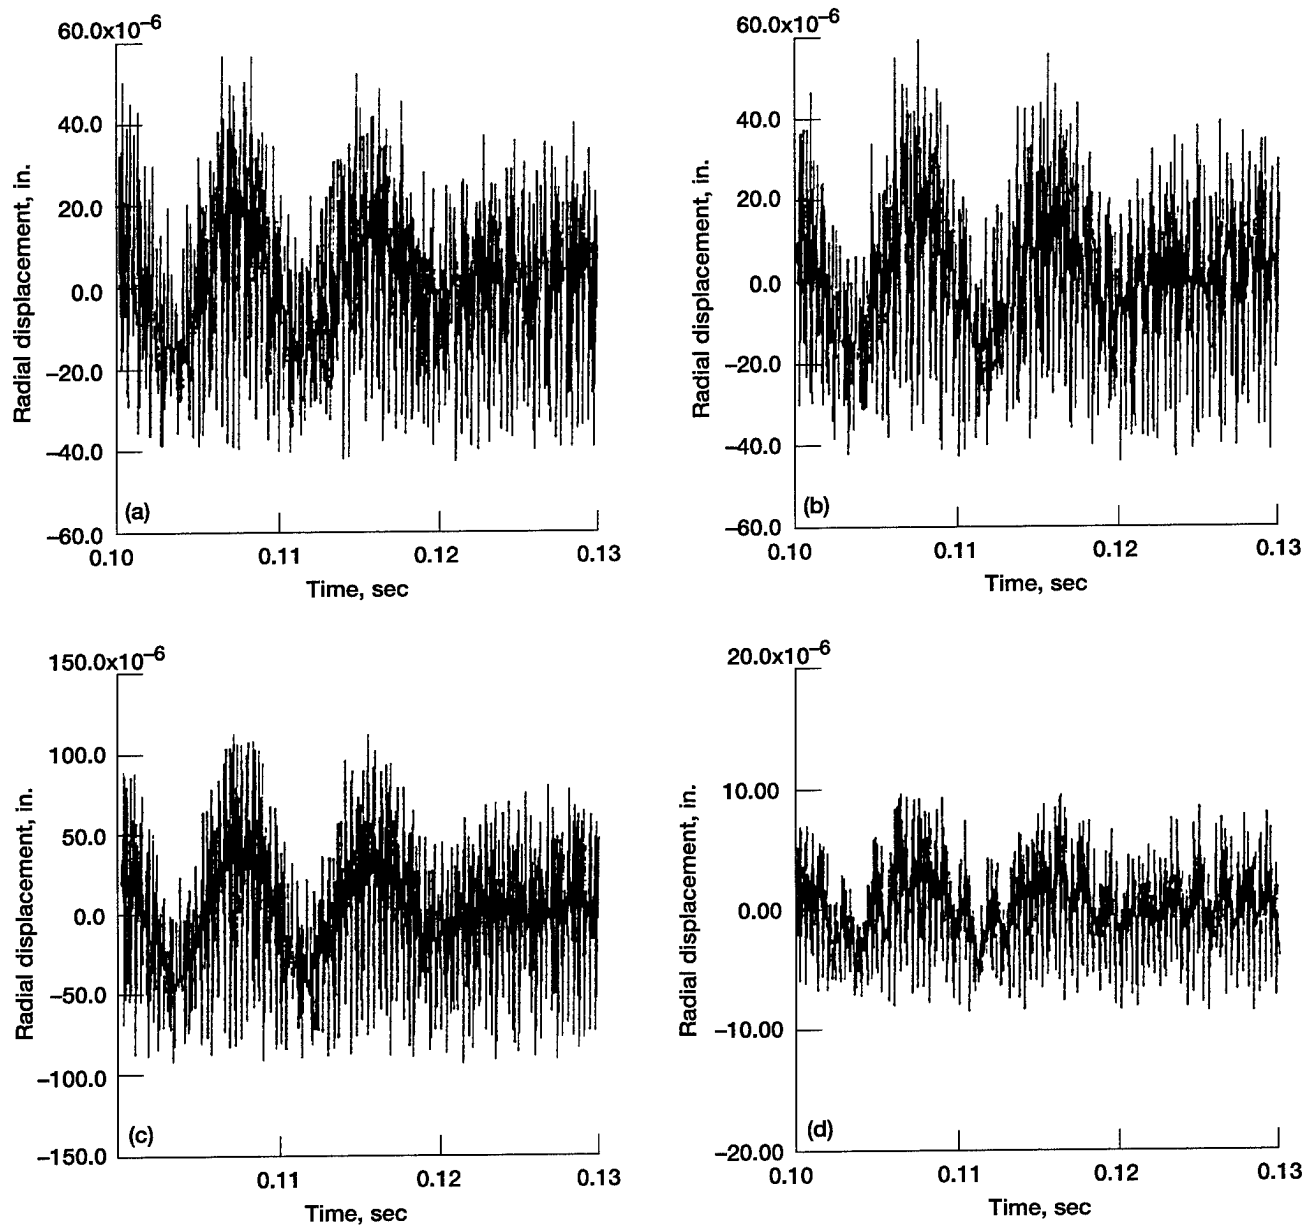 60.0x10–6
40.0
20.0
0.0
–20.0
–40.0
–60.0
Radial displacement, in.
(a)
0.10
0.11
0.12
0.13
Time, sec
60.0x10–6
40.0
20.0
0.0
–20.0
–40.0
–60.0
Radial displacement, in.
(b)
0.10
0.11
0.12
0.13
Time, sec
150.0x10–6
100.0
50.0
0.0
–50.0
–100.0
–150.0
Radial displacement, in.
(c)
0.11
0.12
0.13
Time, sec
20.0x10–6
10.00
0.00
–10.00
–20.00
Radial displacement, in.
(d)
0.10
0.11
0.12
0.13
Time, sec